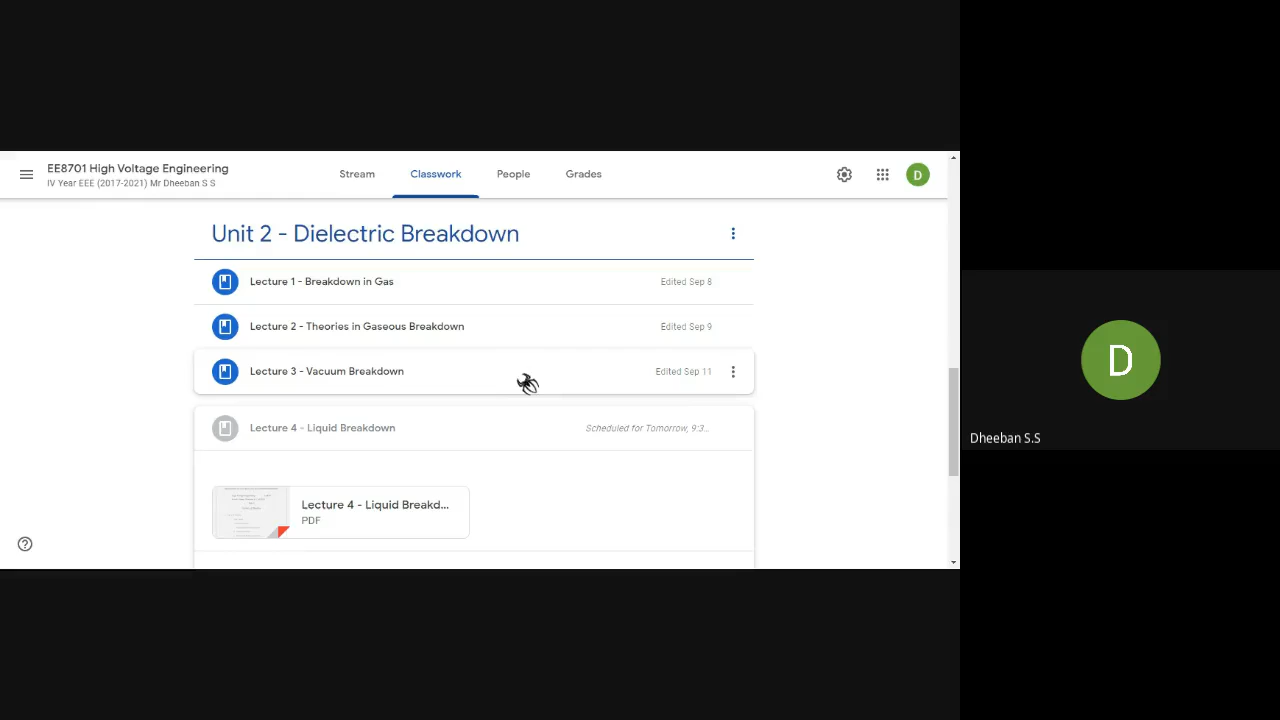 EE8701 High Voltage Engineering
IV Year EEE (2017-2021) Mr Dheeban S S
Stream
Classwork
People
Grades
D
Unit 2 - Dielectric Breakdown
Lecture 1 - Breakdown in Gas
Edited Sep 8
Lecture 2 - Theories in Gaseous Breakdown
Edited Sep 9
Lecture 3 - Vacuum Breakdown
Edited Sep 11
Lecture 4 - Liquid Breakdown
Scheduled for Tomorrow, 9:3...
Lecture 4 - Liquid Breakd...
PDF
D
Dheeban S.S